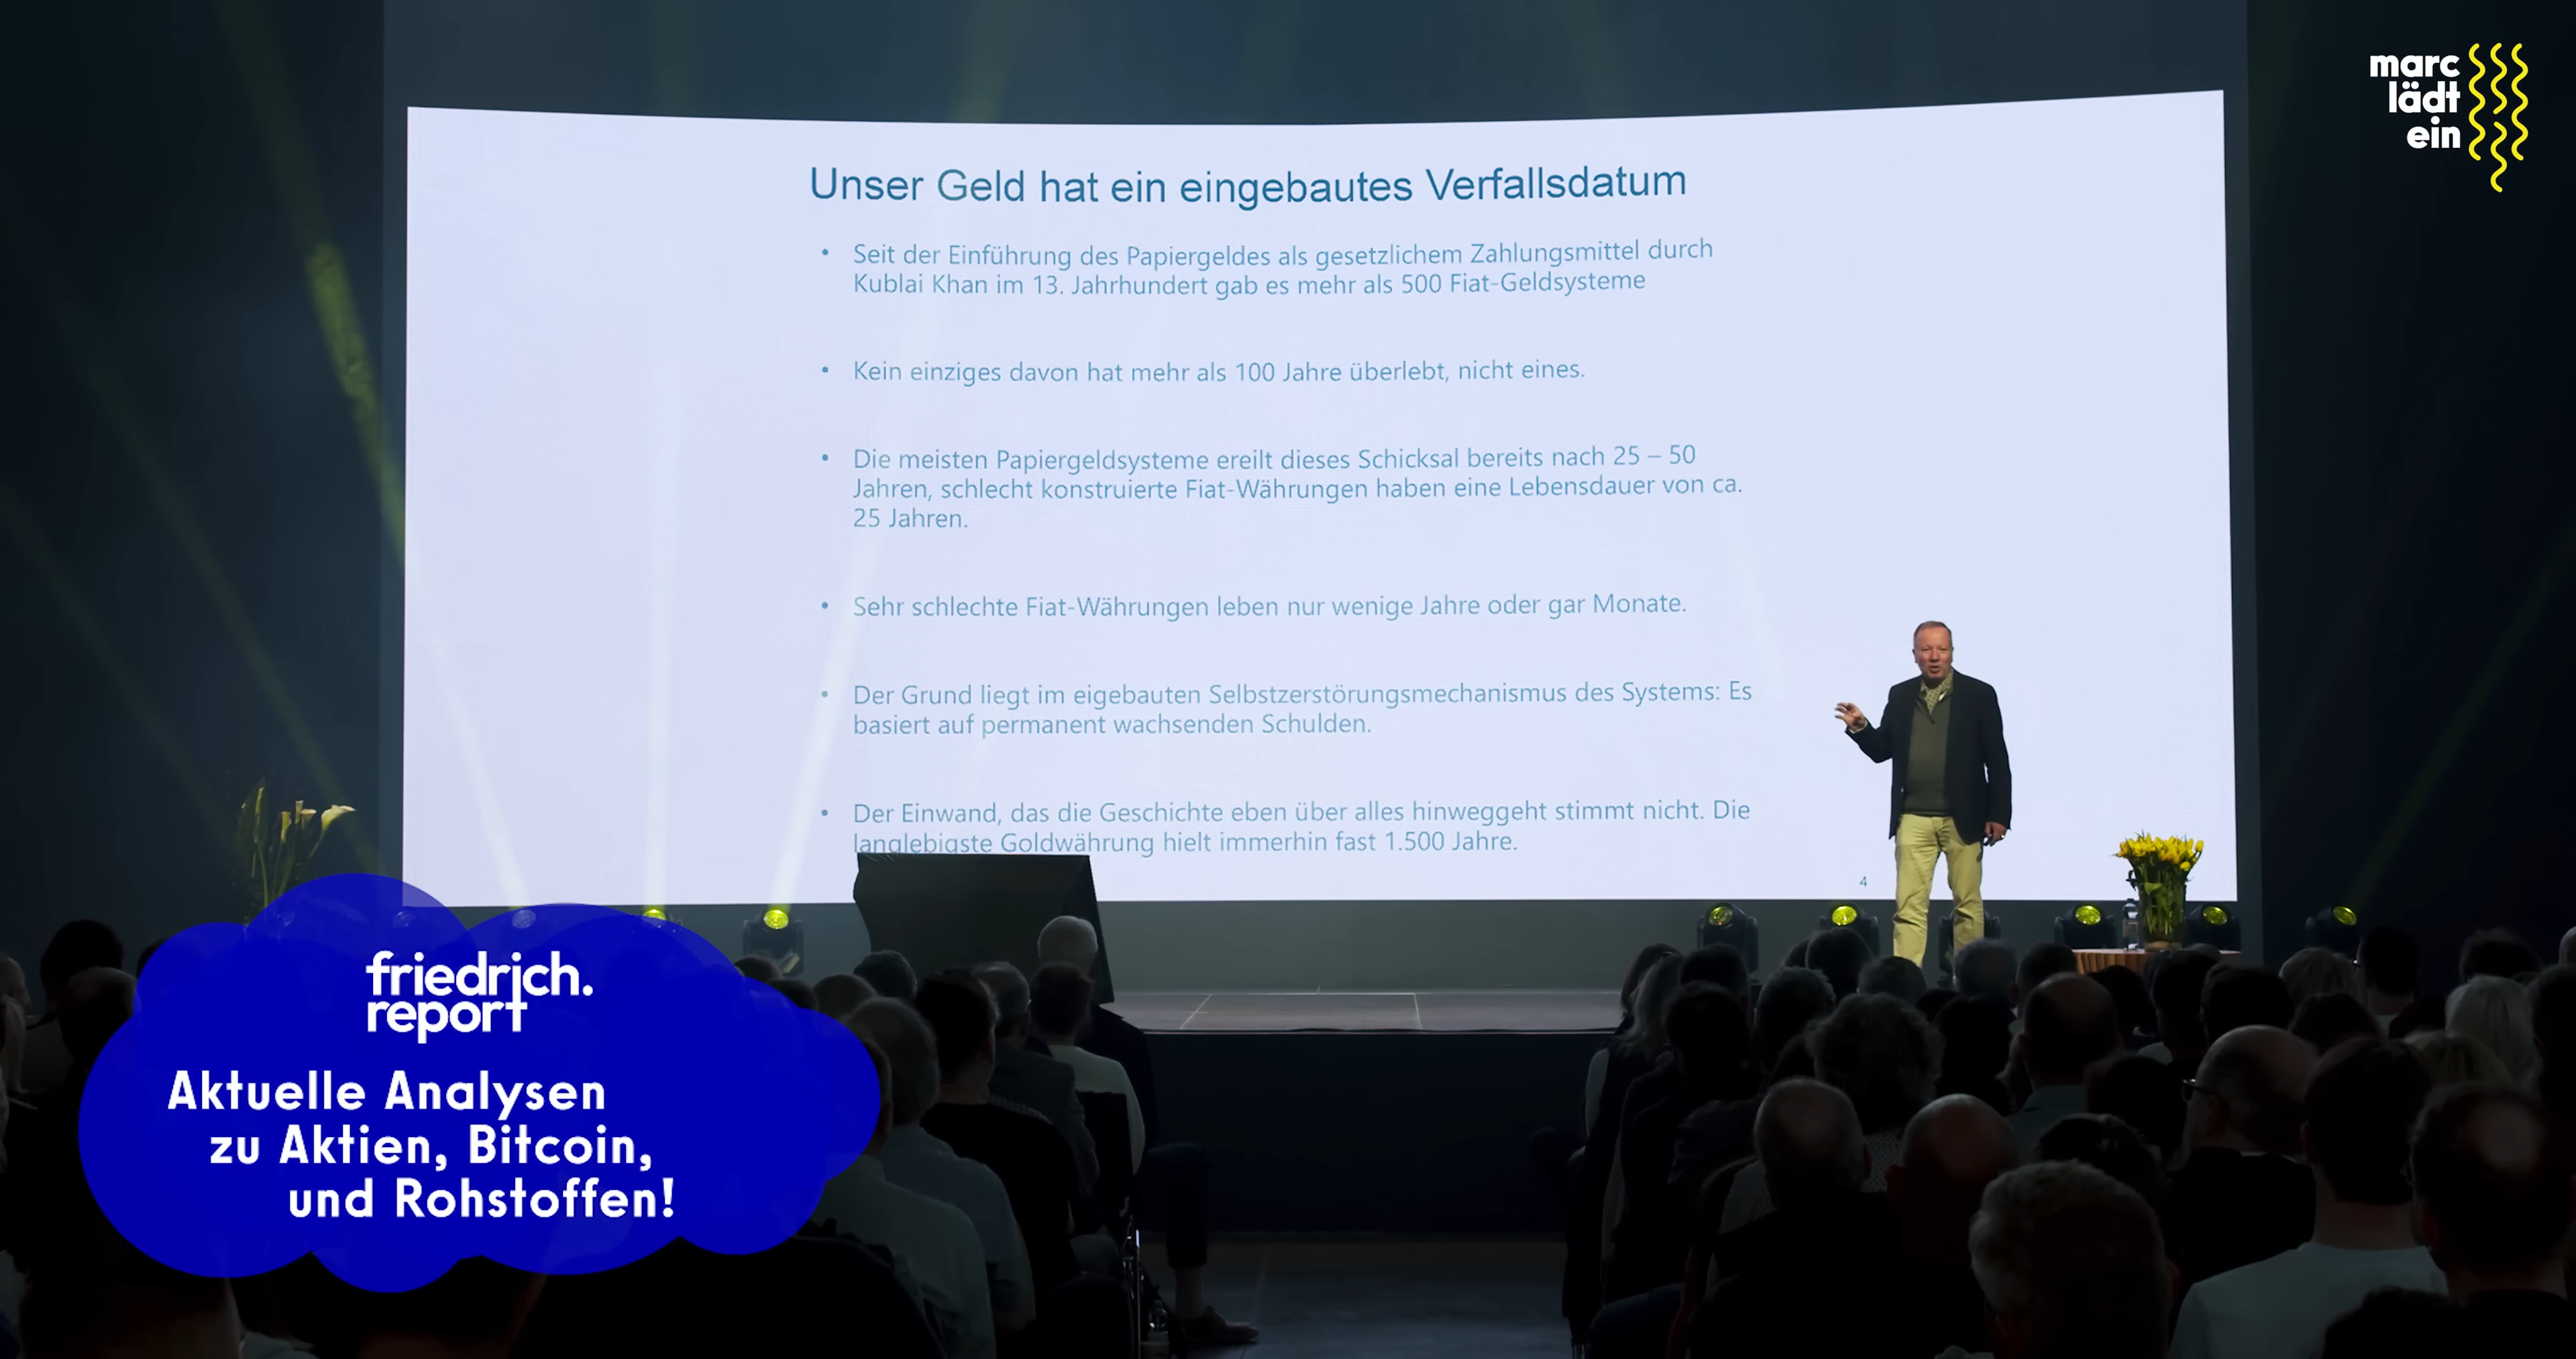 marc
lädt
ein
Unser Geld hat ein eingebautes Verfallsdatum
• Seit der Einführung des Papiergeldes als gesetzlichem Zahlungsmittel durch
Kublai Khan im 13. Jahrhundert gab es mehr als 500 Fiat-Geldsysteme
• Kein einziges davon hat mehr als 100 Jahre überlebt, nicht eines.
• Die meisten Papiergeldsysteme ereilt dieses Schicksal bereits nach 25 – 50
Jahren, schlecht konstruierte Fiat-Währungen haben eine Lebensdauer von ca.
25 Jahren.
• Sehr schlechte Fiat-Währungen leben nur wenige Jahre oder gar Monate.
• Der Grund liegt im eigebauten Selbstzerstörungsmechanismus des Systems: Es
basiert auf permanent wachsenden Schulden.
• Der Einwand, das die Geschichte eben über alles hinweggeht stimmt nicht. Die
langlebigste Goldwährung hielt immerhin fast 1.500 Jahre.
4
friedrich.
report
Aktuelle Analysen
zu Aktien, Bitcoin,
und Rohstoffen!